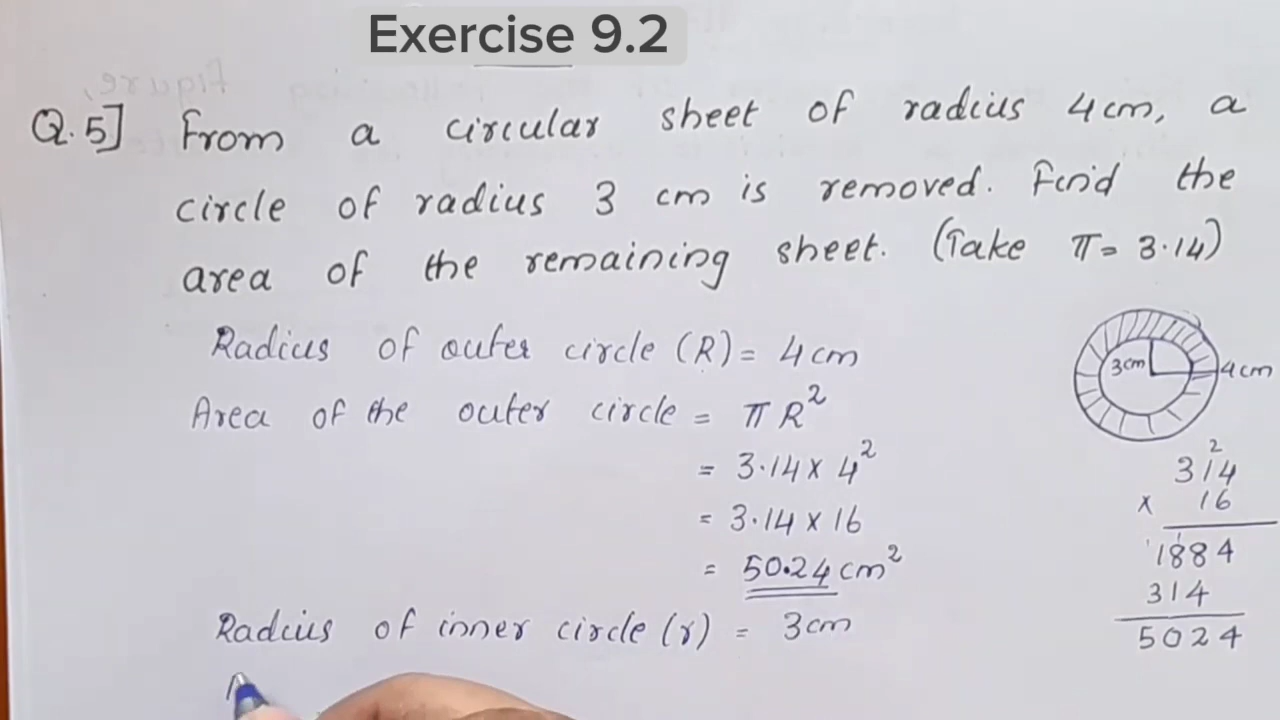 Exercise 9.2
Q.5] From a circular sheet of radius 4cm, a
circle of radius 3 cm is removed. Find the
area of the remaining sheet. (Take π = 3.14)
Radius of outer circle (R) = 4cm
Area of the outer circle = πR²
= 3.14 x 4²
= 3.14 x 16
= 50.24 cm²
Radius of inner circle (r) = 3cm
3cm
4cm
2
314
x 16
1884
314
5024